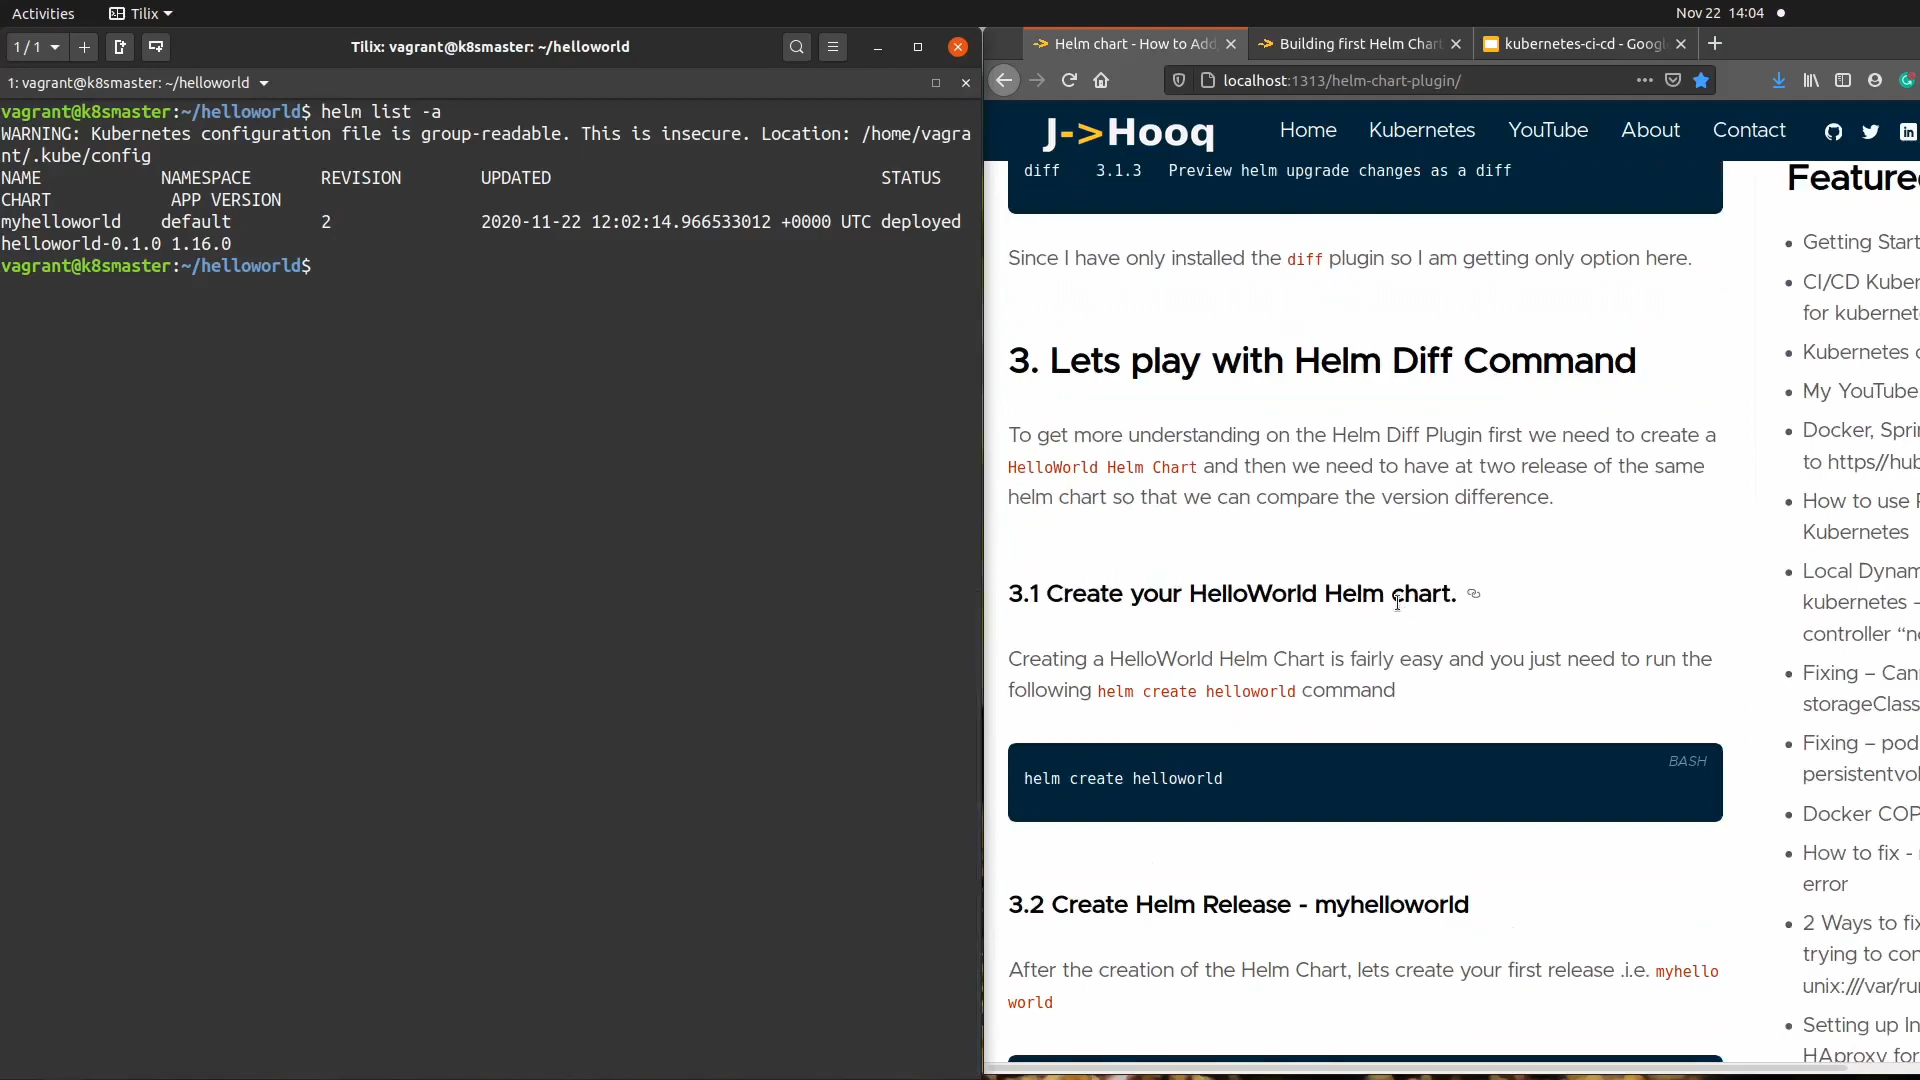 Activities
Tilix
Nov 22 14:04
1 / 1
Tilix: vagrant@k8smaster: ~/helloworld
1: vagrant@k8smaster: ~/helloworld
vagrant@k8smaster:~/helloworld$ helm list -a
WARNING: Kubernetes configuration file is group-readable. This is insecure. Location: /home/vagra
nt/.kube/config
NAME NAMESPACE REVISION UPDATED STATUS
CHART APP VERSION
myhelloworld default 2 2020-11-22 12:02:14.966533012 +0000 UTC deployed
helloworld-0.1.0 1.16.0
vagrant@k8smaster:~/helloworld$
Helm chart - How to Add
Building first Helm Chart
kubernetes-ci-cd - Googl
localhost:1313/helm-chart-plugin/
J->Hooq
Home
Kubernetes
YouTube
About
Contact
diff 3.1.3 Preview helm upgrade changes as a diff
Since I have only installed the diff plugin so I am getting only option here.
3. Lets play with Helm Diff Command
To get more understanding on the Helm Diff Plugin first we need to create a
HelloWorld Helm Chart and then we need to have at two release of the same
helm chart so that we can compare the version difference.
3.1 Create your HelloWorld Helm chart.
Creating a HelloWorld Helm Chart is fairly easy and you just need to run the
following helm create helloworld command
BASH
helm create helloworld
3.2 Create Helm Release - myhelloworld
After the creation of the Helm Chart, lets create your first release .i.e. myhello
world
Feature
Getting Start
CI/CD Kuber
for kubernet
Kubernetes
My YouTube
Docker, Spri
to https//hub
How to use
Kubernetes
Local Dynam
kubernetes -
controller “n
Fixing – Can
storageClass
Fixing – pod
persistentvol
Docker COP
How to fix -
error
2 Ways to fix
trying to con
unix:///var/ru
Setting up In
HAproxy for